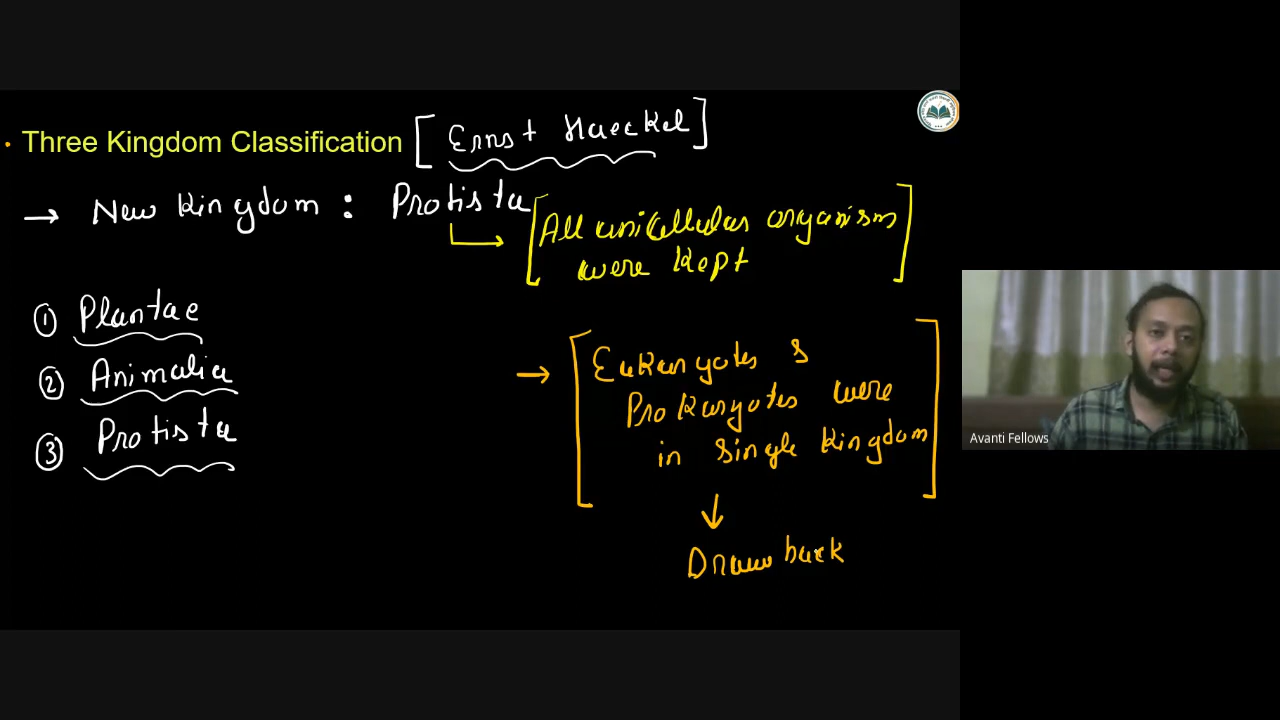 • Three Kingdom Classification [Ernst Haeckel]
→ New Kingdom : Protista
[All unicellular organism
were kept]
① Plantae
② Animalia
③ Protista
→ [Eukaryotes &
Prokaryotes were
in single kingdom]
↓
Drawback
Avanti Fellows